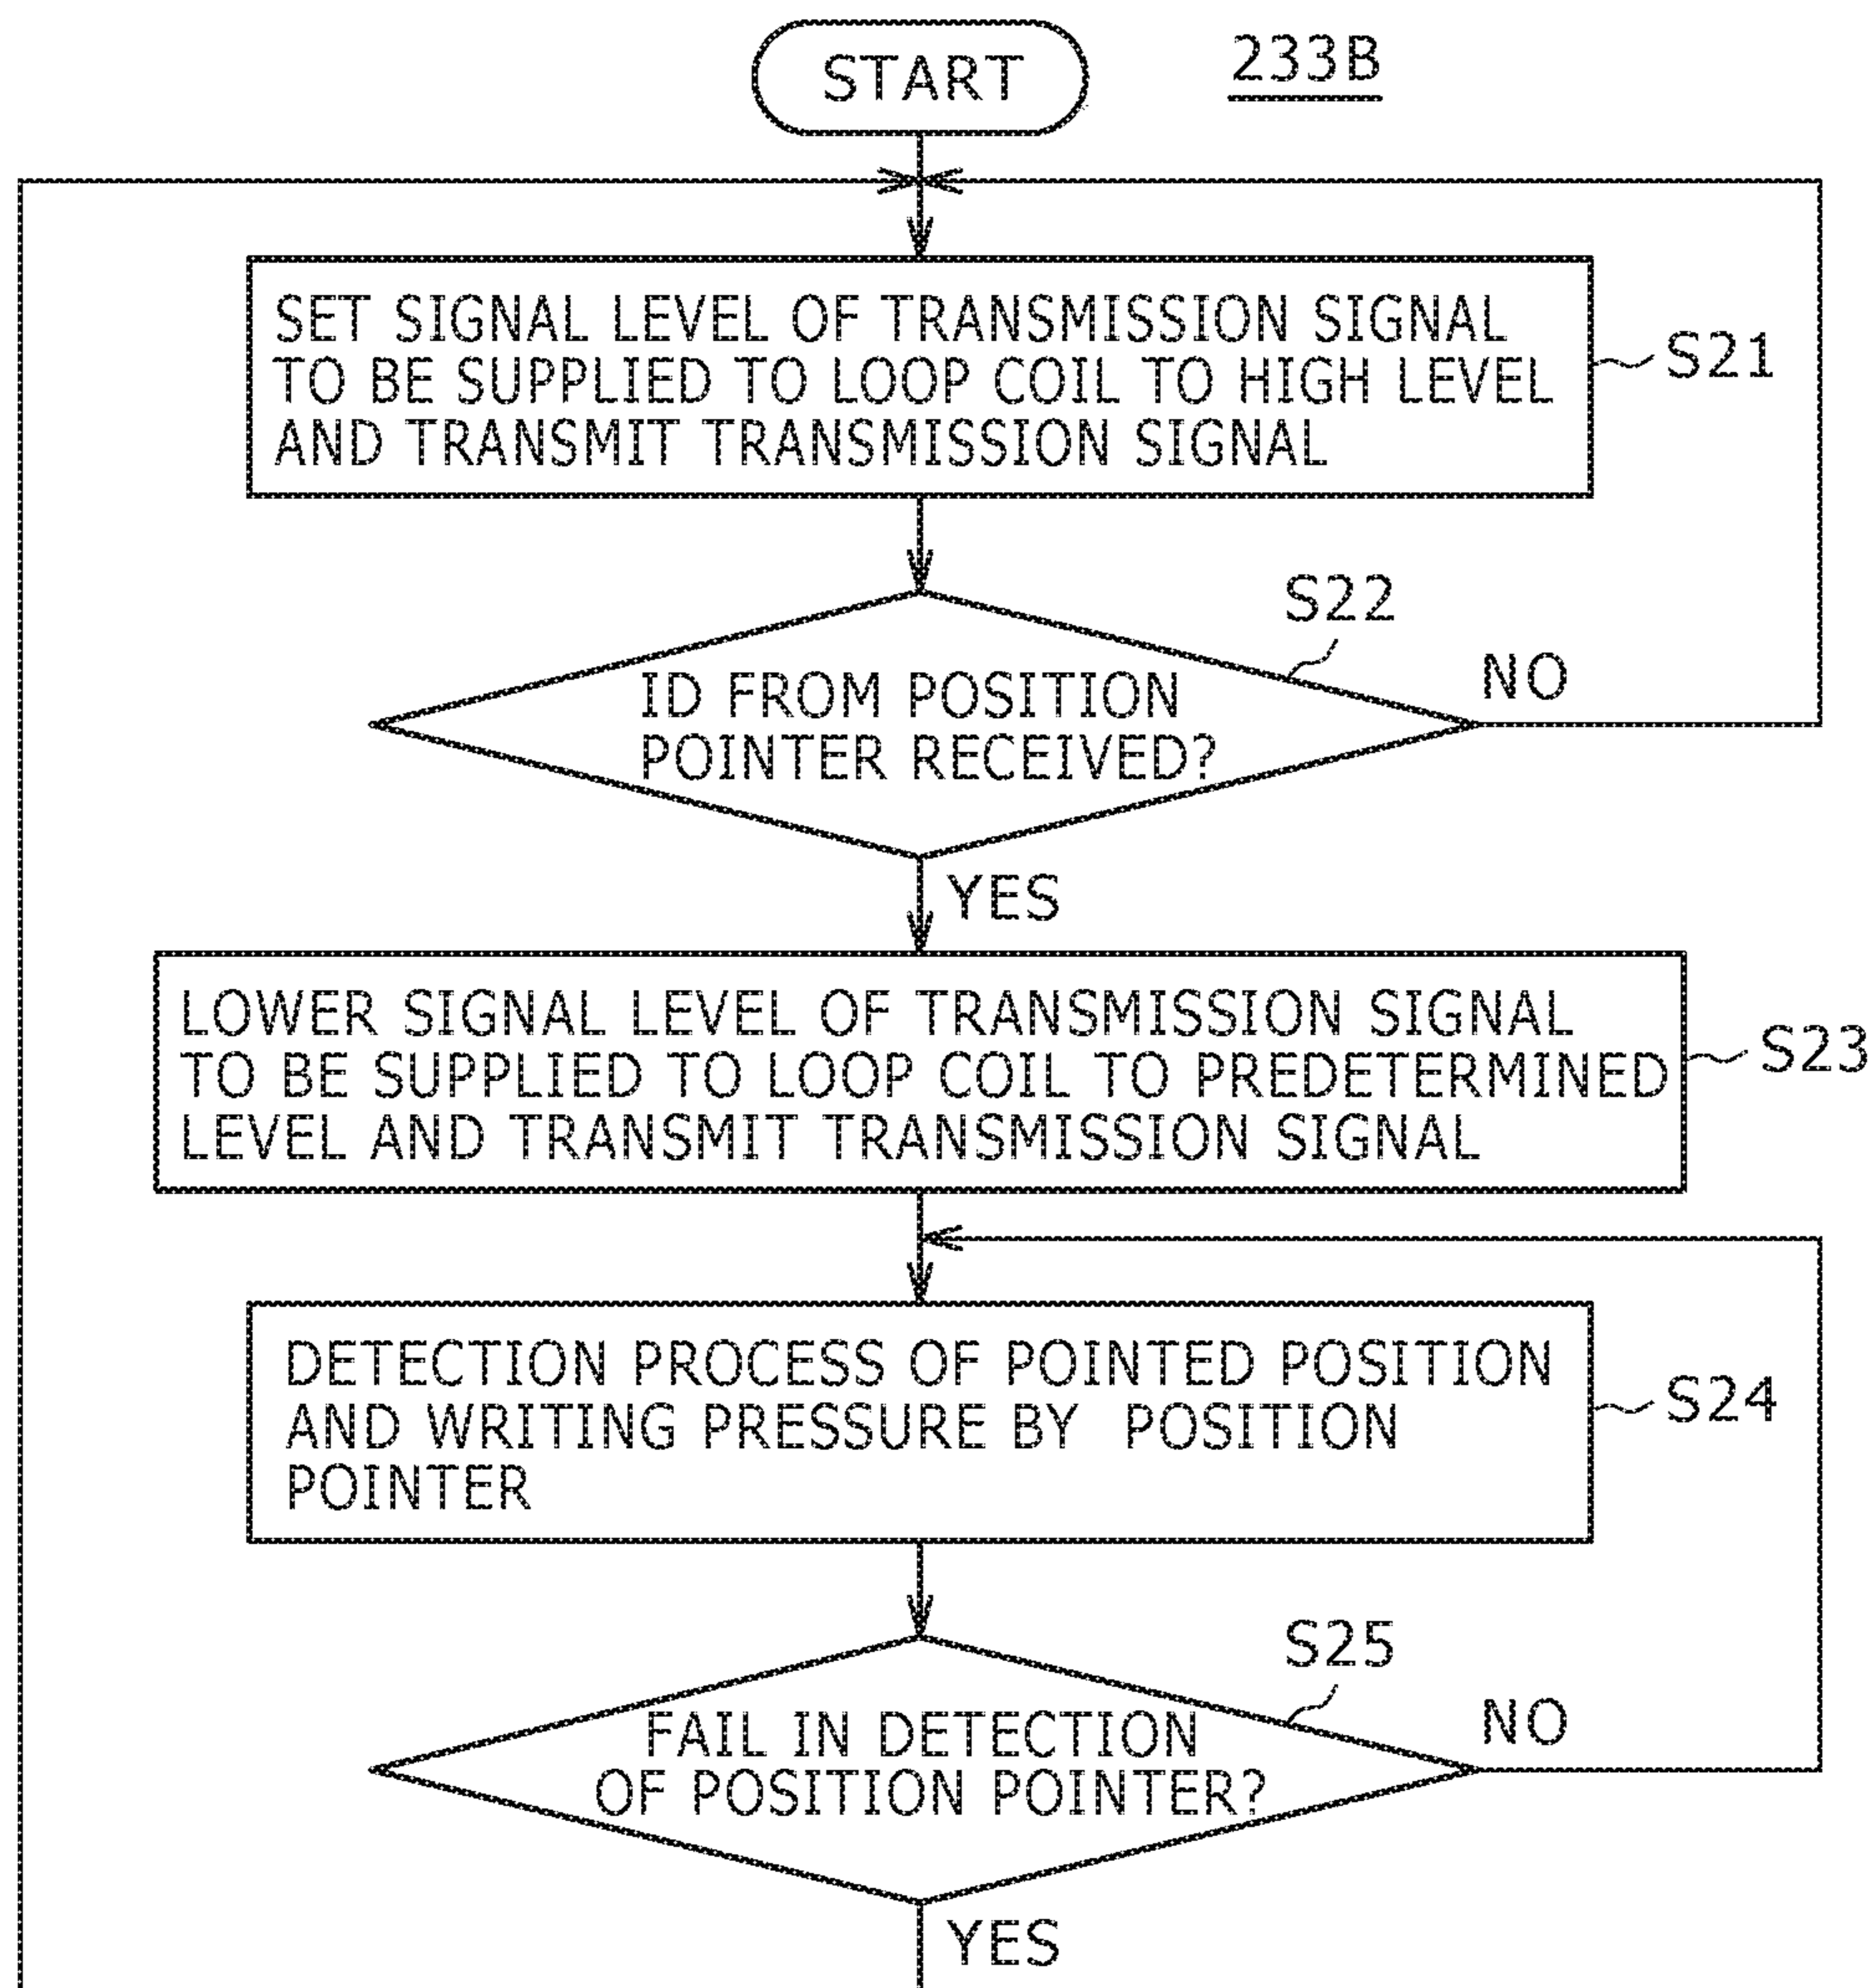 START
233B
SET SIGNAL LEVEL OF TRANSMISSION SIGNAL
TO BE SUPPLIED TO LOOP COIL TO HIGH LEVEL
AND TRANSMIT TRANSMISSION SIGNAL
S21
S22
ID FROM POSITION
POINTER RECEIVED?
NO
YES
LOWER SIGNAL LEVEL OF TRANSMISSION SIGNAL
TO BE SUPPLIED TO LOOP COIL TO PREDETERMINED
LEVEL AND TRANSMIT TRANSMISSION SIGNAL
S23
DETECTION PROCESS OF POINTED POSITION
AND WRITING PRESSURE BY POSITION
POINTER
S24
S25
FAIL IN DETECTION
OF POSITION POINTER?
NO
YES